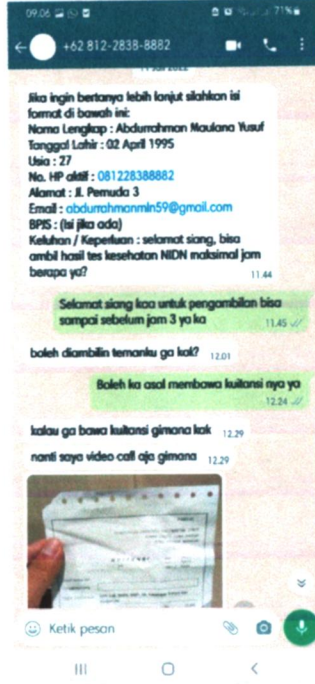 09.06
71%
+62 812-2838-8882
Jika ingin bertanya lebih lanjut silahkan isi
format di bawah ini:
Nama Lengkap : Abdurrahman Maulana Yusuf
Tanggal Lahir : 02 April 1995
Usia : 27
No. HP aktif : 081228388882
Alamat : Jl. Pemuda 3
Email : abdurrahmanmln59@gmail.com
BPJS : (Isi jika ada)
Keluhan / Keperluan : selamat siang, bisa
ambil hasil tes kesehatan NIDN maksimal jam
berapa ya?
11.44
Selamat siang kaa untuk pengambilan bisa
sampai sebelum jam 3 ya ka
11.45
boleh diambilin temanku ga kak?
12.01
Boleh ka asal membawa kuitansi nya ya
12.24
kalau ga bawa kuitansi gimana kak
12.29
nanti saya video call aja gimana
12.29
Ketik pesan